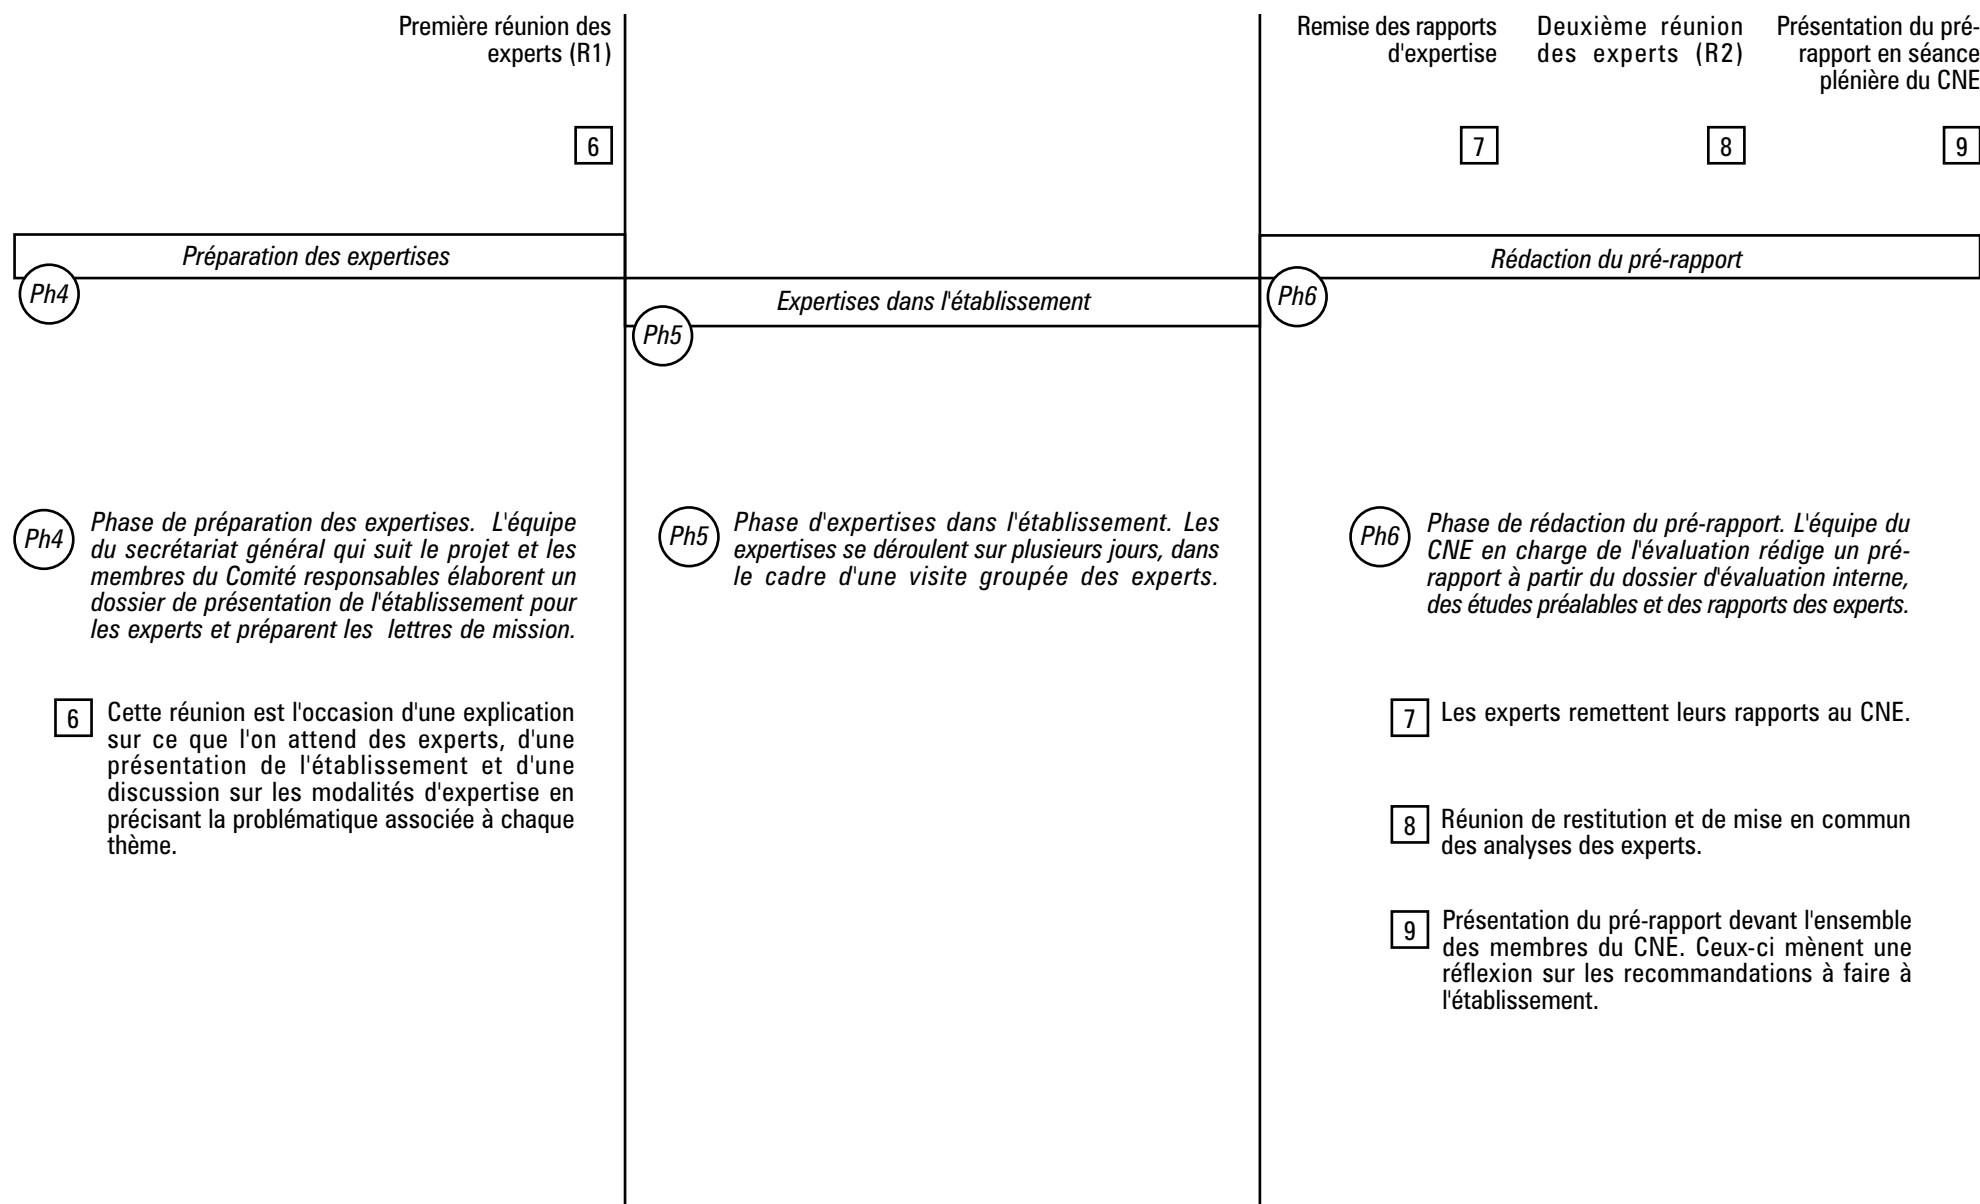 Première réunion des
experts (R1)
6
Remise des rapports
d'expertise
7
Deuxième réunion
des experts (R2)
8
Présentation du pré-
rapport en séance
plénière du CNE
9
Préparation des expertises
Ph4
Expertises dans l'établissement
Ph5
Rédaction du pré-rapport
Ph6
Ph4
Phase de préparation des expertises. L'équipe
du secrétariat général qui suit le projet et les
membres du Comité responsables élaborent un
dossier de présentation de l'établissement pour
les experts et préparent les lettres de mission.
6
Cette réunion est l'occasion d'une explication
sur ce que l'on attend des experts, d'une
présentation de l'établissement et d'une
discussion sur les modalités d'expertise en
précisant la problématique associée à chaque
thème.
Ph5
Phase d'expertises dans l'établissement. Les
expertises se déroulent sur plusieurs jours, dans
le cadre d'une visite groupée des experts.
Ph6
Phase de rédaction du pré-rapport. L'équipe du
CNE en charge de l'évaluation rédige un pré-
rapport à partir du dossier d'évaluation interne,
des études préalables et des rapports des experts.
7
Les experts remettent leurs rapports au CNE.
8
Réunion de restitution et de mise en commun
des analyses des experts.
9
Présentation du pré-rapport devant l'ensemble
des membres du CNE. Ceux-ci mènent une
réflexion sur les recommandations à faire à
l'établissement.